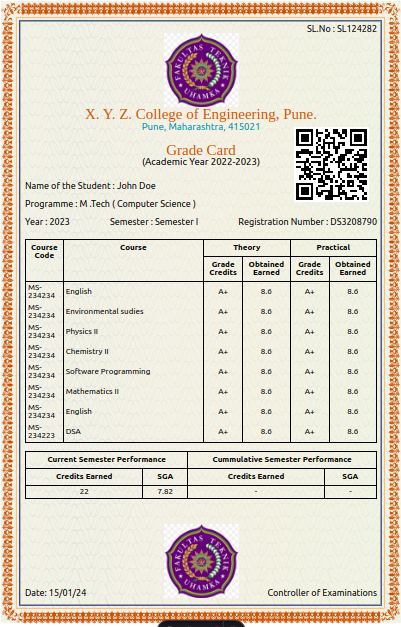 SL.No : SL124282
FAKULTAS TEKNIK
UHAMKA
X. Y. Z. College of Engineering, Pune.
Pune, Maharashtra, 415021
Grade Card
(Academic Year 2022-2023)
Name of the Student : John Doe
Programme : M .Tech ( Computer Science )
Year : 2023 Semester : Semester I Registration Number : DS3208790
Course Code Course Theory Practical
Grade Credits Obtained Earned Grade Credits Obtained Earned
MS-234234 English A+ 8.6 A+ 8.6
MS-234234 Environmental sudies A+ 8.6 A+ 8.6
MS-234234 Physics II A+ 8.6 A+ 8.6
MS-234234 Chemistry II A+ 8.6 A+ 8.6
MS-234234 Software Programming A+ 8.6 A+ 8.6
MS-234234 Mathematics II A+ 8.6 A+ 8.6
MS-234234 English A+ 8.6 A+ 8.6
MS-234223 DSA A+ 8.6 A+ 8.6
Current Semester Performance Cummulative Semester Performance
Credits Earned SGA Credits Earned SGA
22 7.82 - -
FAKULTAS TEKNIK
UHAMKA
Date: 15/01/24 Controller of Examinations